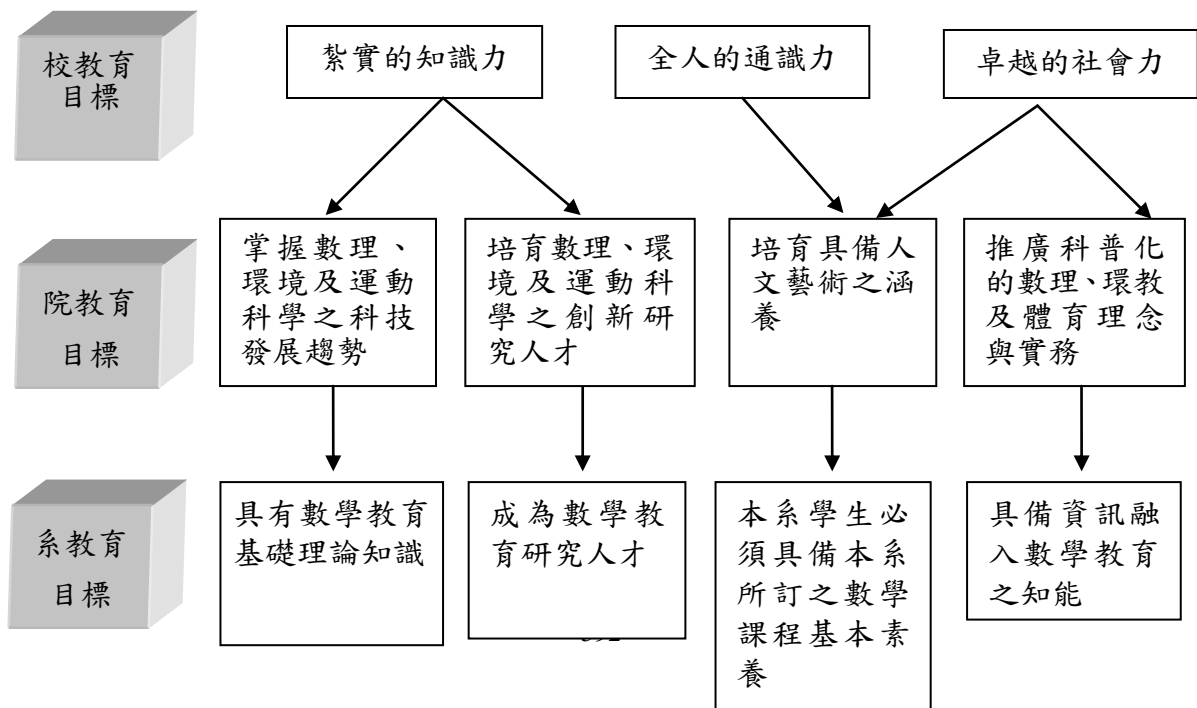 校教育
目標
紮實的知識力
全人的通識力
卓越的社會力
院教育
目標
掌握數理、
環境及運動
科學之科技
發展趨勢
培育數理、環
境及運動科
學之創新研
究人才
培育具備人
文藝術之涵
養
推廣科普化
的數理、環教
及體育理念
與實務
系教育
目標
具有數學教育
基礎理論知識
成為數學教
育研究人才
本系學生必
須具備本系
所訂之數學
課程基本素
養
具備資訊融
入數學教育
之知能